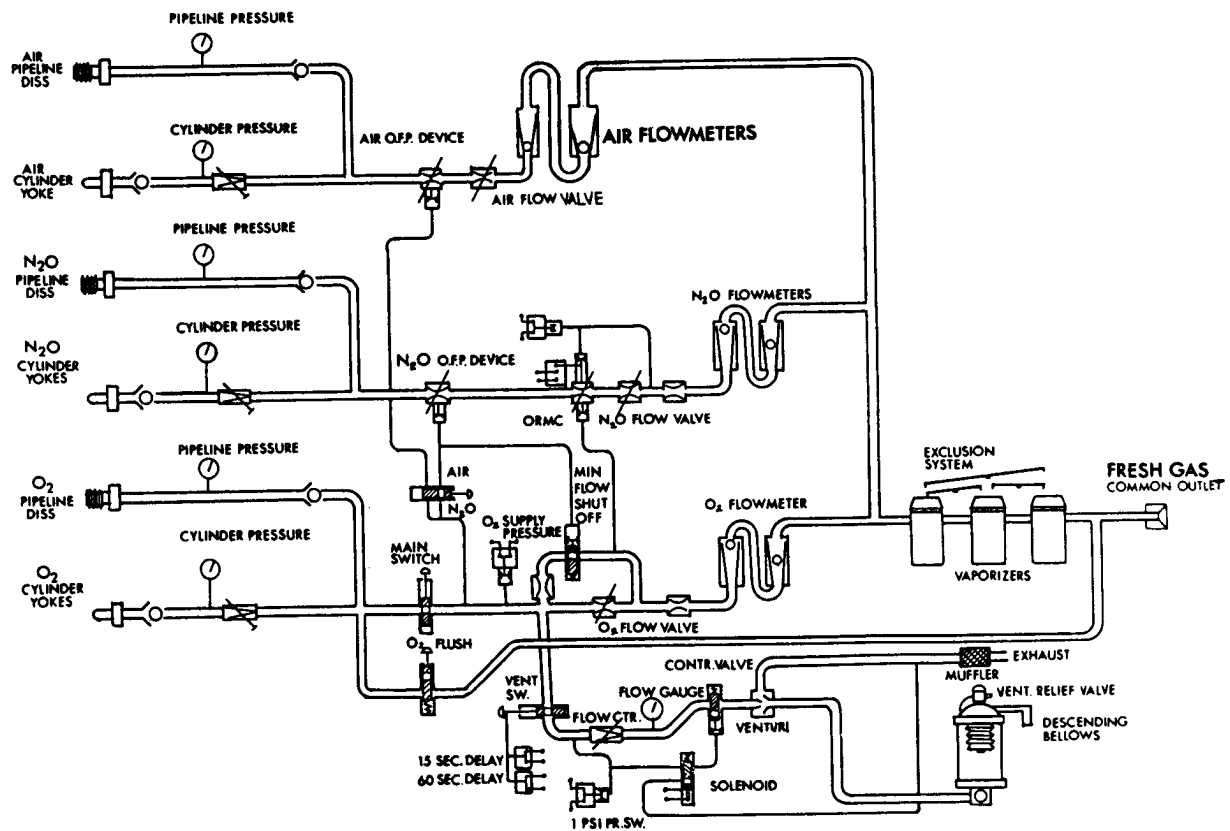 PIPELINE PRESSURE
AIR
PIPELINE
DISS
CYLINDER PRESSURE
AIR O.F.P. DEVICE
AIR FLOWMETERS
AIR
CYLINDER
YOKE
AIR FLOW VALVE
PIPELINE PRESSURE
N2O
PIPELINE
DISS
N2O FLOWMETERS
CYLINDER PRESSURE
N2O
CYLINDER
YOKES
N2O O.F.P. DEVICE
ORMC
N2O FLOW VALVE
PIPELINE PRESSURE
O2
PIPELINE
DISS
AIR
N2O
MIN
FLOW
SHUT
OFF
EXCLUSION
SYSTEM
FRESH GAS
COMMON OUTLET
O2 FLOWMETER
O2 SUPPLY
PRESSURE
CYLINDER PRESSURE
MAIN
SWITCH
VAPORIZERS
O2
CYLINDER
YOKES
O2 FLOW VALVE
O2 FLUSH
CONTR. VALVE
EXHAUST
MUFFLER
VENT
SW.
FLOW GAUGE
VENT. RELIEF VALVE
FLOW CTR.
VENTURI
DESCENDING
BELLOWS
15 SEC. DELAY
60 SEC. DELAY
SOLENOID
1 PSI PR. SW.